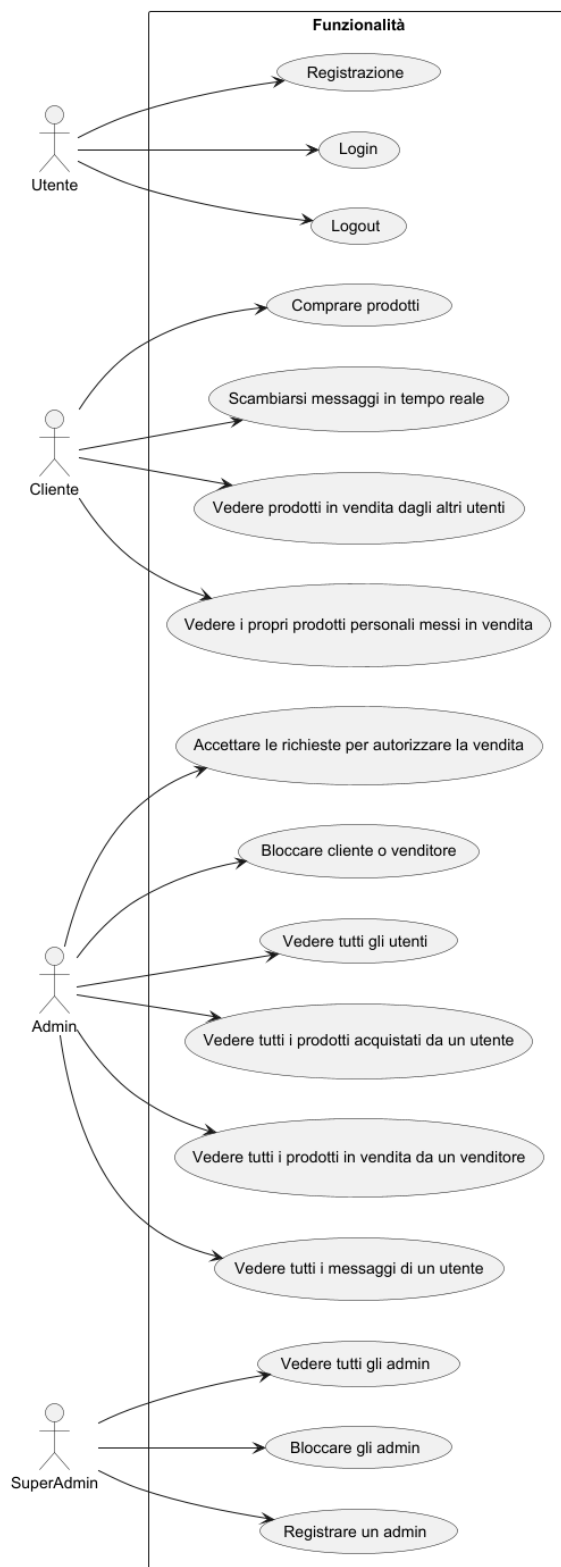 Funzionalità
Registrazione
Login
Utente
Logout
Comprare prodotti
Scambiarsi messaggi in tempo reale
Cliente
Vedere prodotti in vendita dagli altri utenti
Vedere i propri prodotti personali messi in vendita
Accettare le richieste per autorizzare la vendita
Bloccare cliente o venditore
Vedere tutti gli utenti
Admin
Vedere tutti i prodotti acquistati da un utente
Vedere tutti i prodotti in vendita da un venditore
Vedere tutti i messaggi di un utente
Vedere tutti gli admin
Bloccare gli admin
SuperAdmin
Registrare un admin